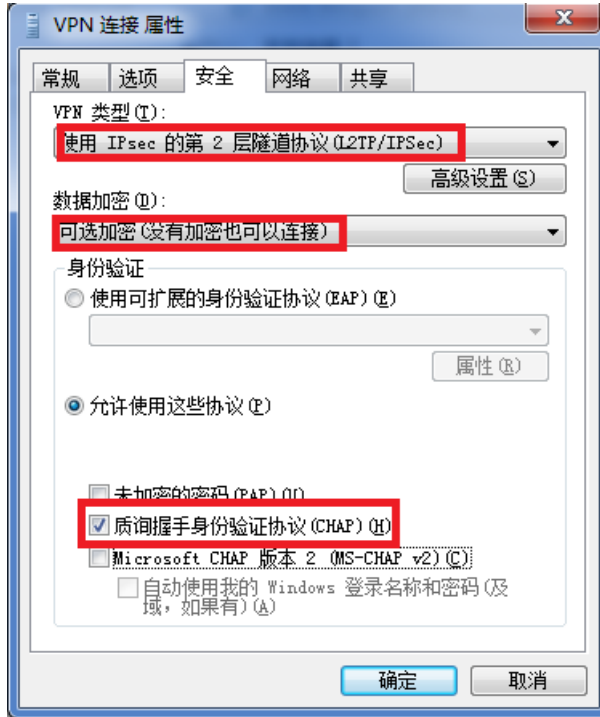 VPN 连接 属性
常规 选项 安全 网络 共享
VPN 类型(T):
使用 IPsec 的第 2 层隧道协议(L2TP/IPSec)
高级设置(S)
数据加密(D):
可选加密(没有加密也可以连接)
身份验证
使用可扩展的身份验证协议(EAP)(E)
属性(R)
允许使用这些协议(P)
未加密的密码(PAP)(U)
质询握手身份验证协议(CHAP)(H)
Microsoft CHAP 版本 2 (MS-CHAP v2)(C)
自动使用我的 Windows 登录名称和密码(及
域，如果有)(A)
确定 取消